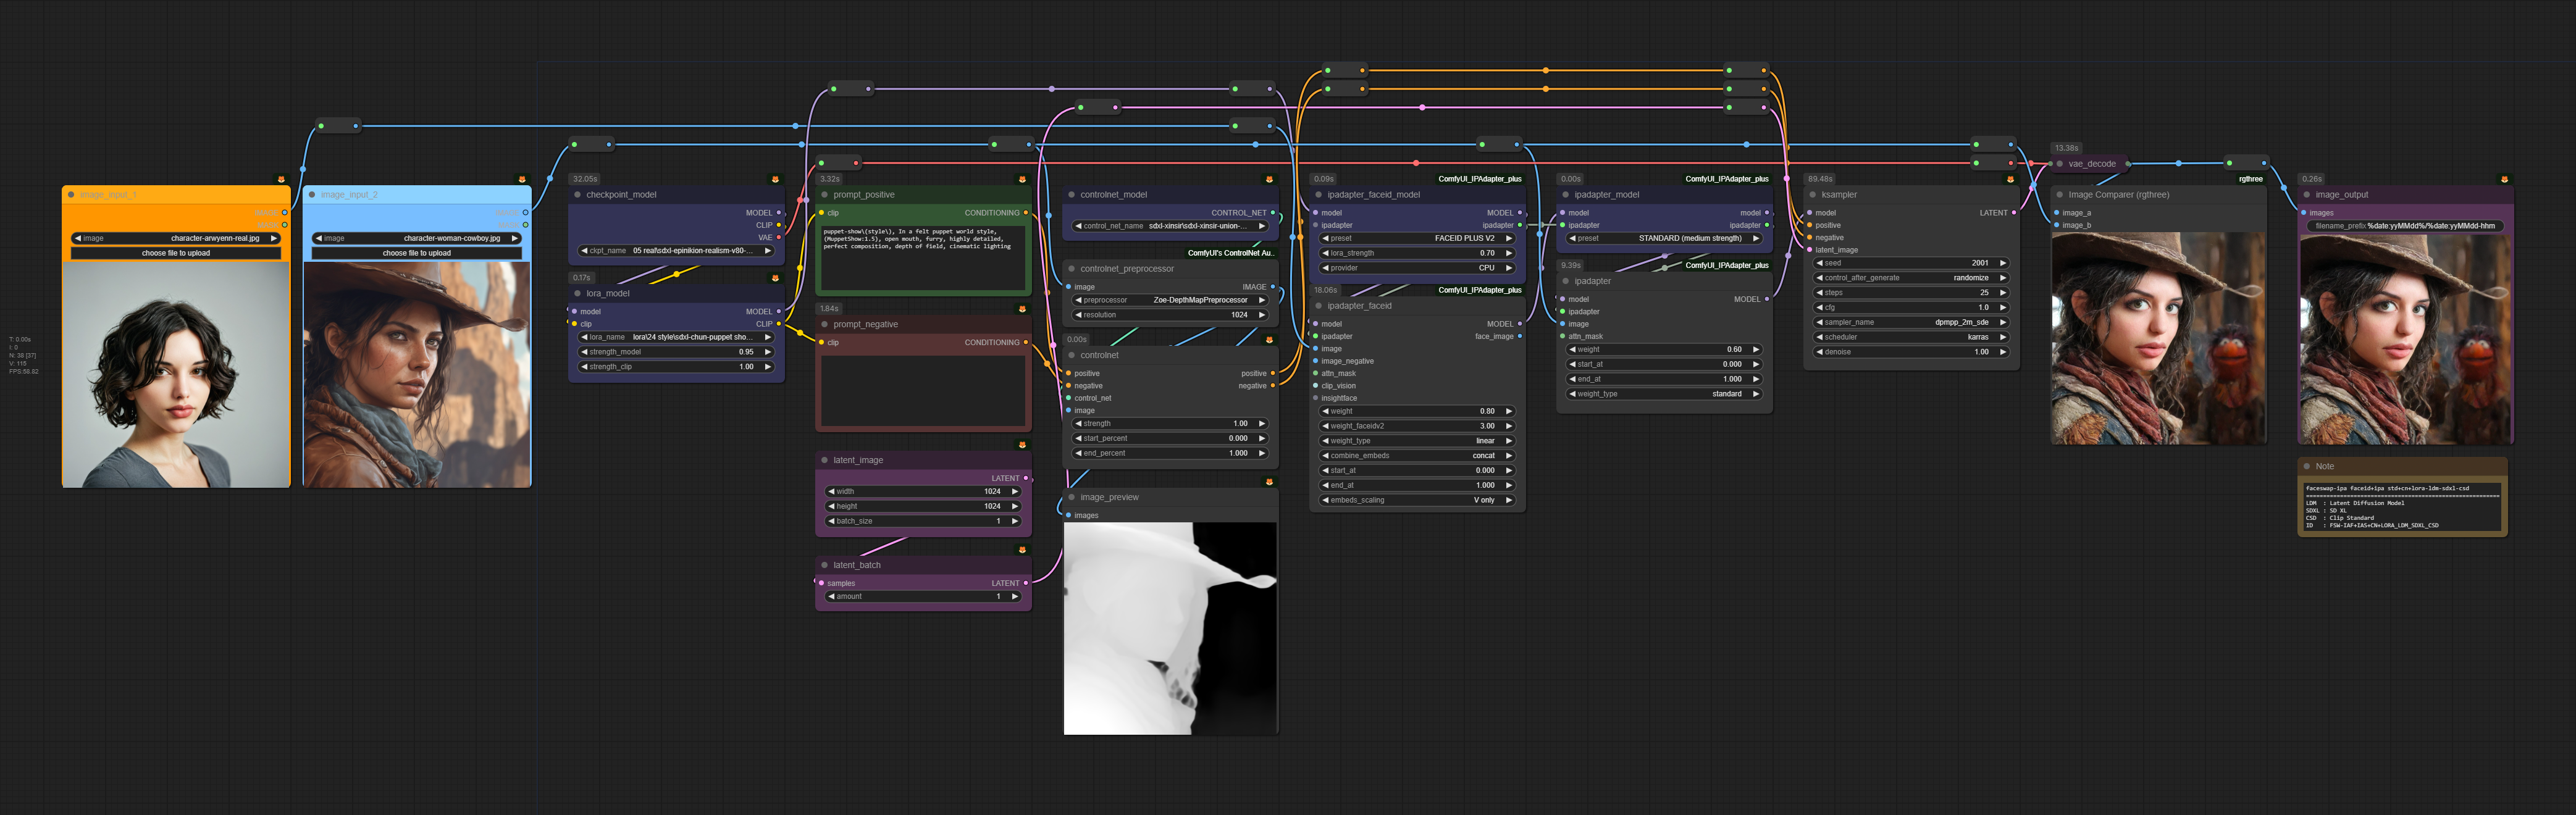 image_input_1
image
character-arwyenn-real.jpg
choose file to upload
image_input_2
image
character-woman-cowboy.jpg
choose file to upload
T: 0.00s
I: 0
N: 38 [37]
V: 115
FPS:58.82
32.05s
checkpoint_model
MODEL
CLIP
VAE
ckpt_name
05 real\sdxl-epinikion-realism-v80-...
0.17s
lora_model
model
MODEL
clip
CLIP
lora_name
lora\24 style\sdxl-chun-puppet sho...
strength_model
0.95
strength_clip
1.00
3.32s
prompt_positive
clip
CONDITIONING
puppet-show\(style\), In a felt puppet world style,
(MuppetShow:1.5), open mouth, furry, highly detailed,
perfect composition, depth of field, cinematic lighting
1.84s
prompt_negative
clip
CONDITIONING
latent_image
LATENT
width
1024
height
1024
batch_size
1
latent_batch
samples
LATENT
amount
1
controlnet_model
CONTROL_NET
control_net_name
sdxl-xinsir\sdxl-xinsir-union-...
ComfyUI's ControlNet Au..
controlnet_preprocessor
image
IMAGE
preprocessor
Zoe-DepthMapPreprocessor
resolution
1024
0.00s
controlnet
positive
positive
negative
negative
control_net
image
strength
1.00
start_percent
0.000
end_percent
1.000
image_preview
images
0.09s
ComfyUI_IPAdapter_plus
ipadapter_faceid_model
model
MODEL
ipadapter
ipadapter
preset
FACEID PLUS V2
lora_strength
0.70
provider
CPU
18.06s
ComfyUI_IPAdapter_plus
ipadapter_faceid
model
MODEL
ipadapter
face_image
image
image_negative
attn_mask
clip_vision
insightface
weight
0.80
weight_faceidv2
3.00
weight_type
linear
combine_embeds
concat
start_at
0.000
end_at
1.000
embeds_scaling
V only
0.00s
ComfyUI_IPAdapter_plus
ipadapter_model
model
model
ipadapter
ipadapter
preset
STANDARD (medium strength)
9.39s
ComfyUI_IPAdapter_plus
ipadapter
model
MODEL
ipadapter
image
attn_mask
weight
0.60
start_at
0.000
end_at
1.000
weight_type
standard
89.48s
ksampler
model
LATENT
positive
negative
latent_image
seed
2001
control_after_generate
randomize
steps
25
cfg
1.0
sampler_name
dpmpp_2m_sde
scheduler
karras
denoise
1.00
13.38s
vae_decode
rgthree
Image Comparer (rgthree)
image_a
image_b
0.26s
image_output
images
filename_prefix
%date:yyMMdd%/%date:yyMMdd-hhm
Note
faceswap-ipa faceid+ipa std+cn+lora-ldm-sdxl-csd
LDM : Latent Diffusion Model
SDXL : SD XL
CSD : Clip Standard
ID : FSW-IAF+IAS+CN+LORA_LDM_SDXL_CSD